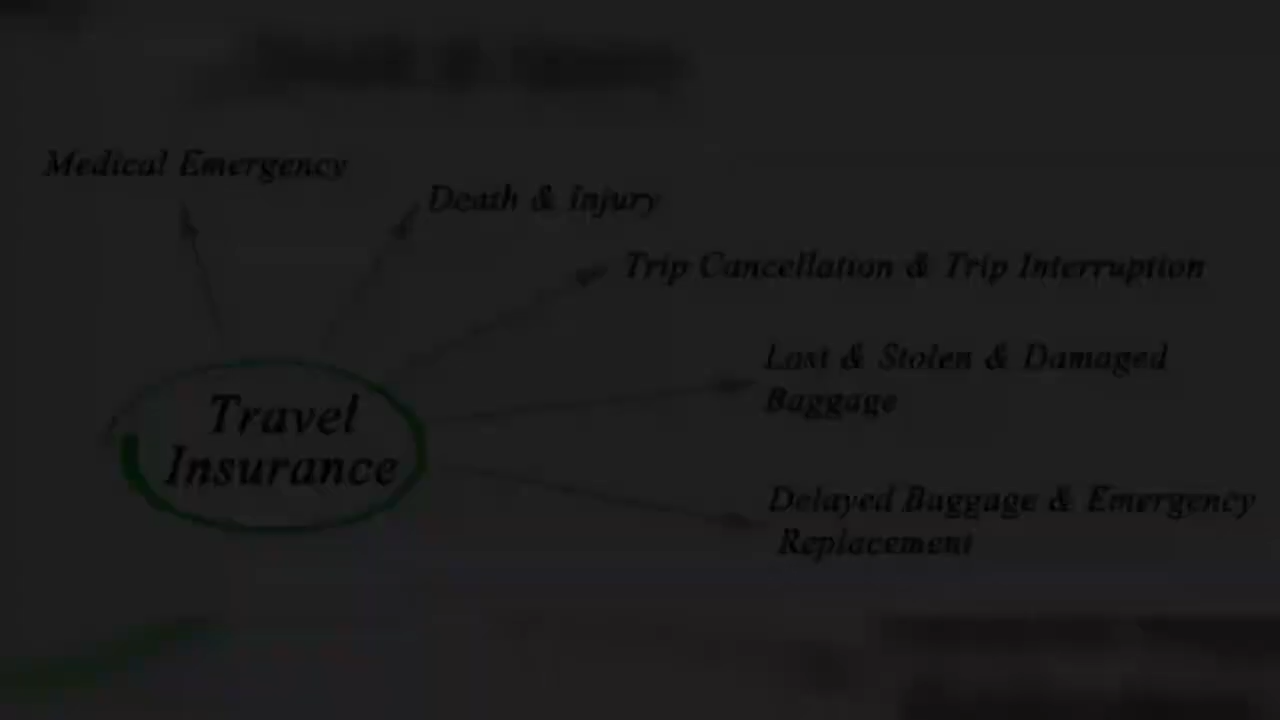 Medical Emergency
Death & Injury
Trip Cancellation & Trip Interruption
Lost & Stolen & Damaged
Baggage
Travel
Insurance
Delayed Baggage & Emergency
Replacement